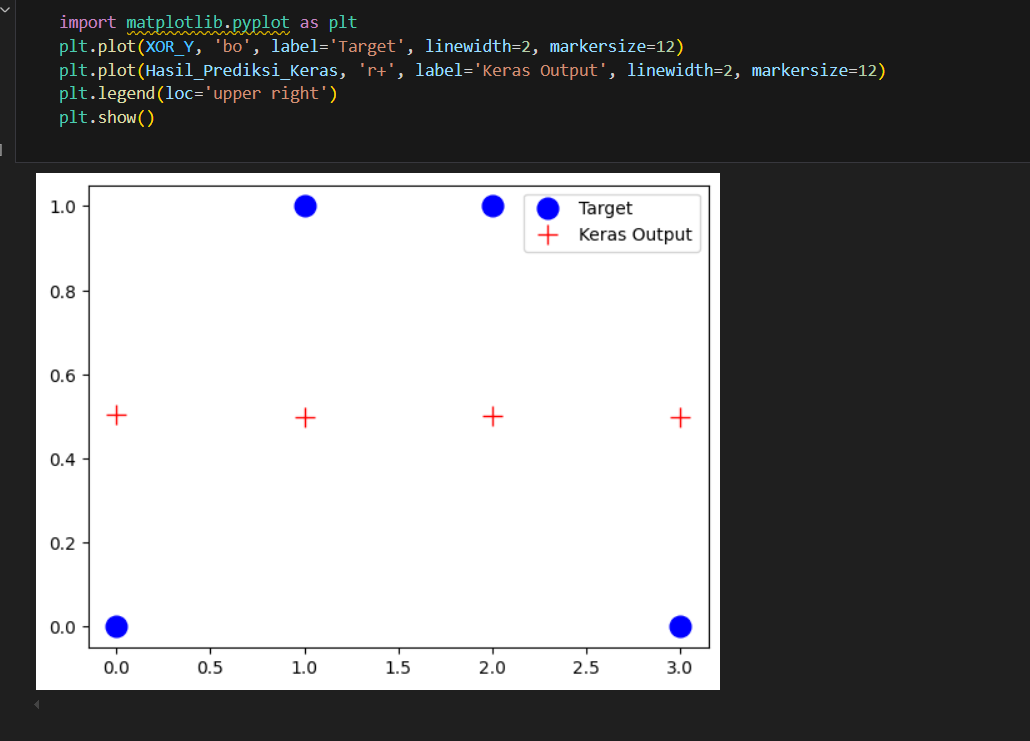 import matplotlib.pyplot as plt
plt.plot(XOR_Y, 'bo', label='Target', linewidth=2, markersize=12)
plt.plot(Hasil_Prediksi_Keras, 'r+', label='Keras Output', linewidth=2, markersize=12)
plt.legend(loc='upper right')
plt.show()
Target
Keras Output
1.0
0.8
0.6
0.4
0.2
0.0
0.0 0.5 1.0 1.5 2.0 2.5 3.0